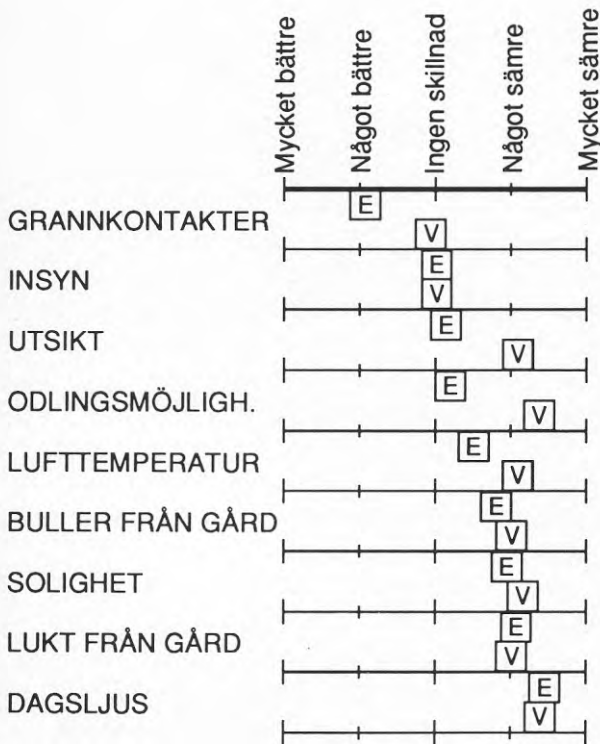 Mycket bättre
Något bättre
Ingen skillnad
Något sämre
Mycket sämre
E
GRANNKONTAKTER
V
E
INSYN
V
E
UTSIKT
V
E
ODLINGSMÖJLIGH.
V
E
LUFTTEMPERATUR
V
E
BULLER FRÅN GÅRD
V
E
SOLIGHET
V
E
LUKT FRÅN GÅRD
V
E
DAGSLJUS
V